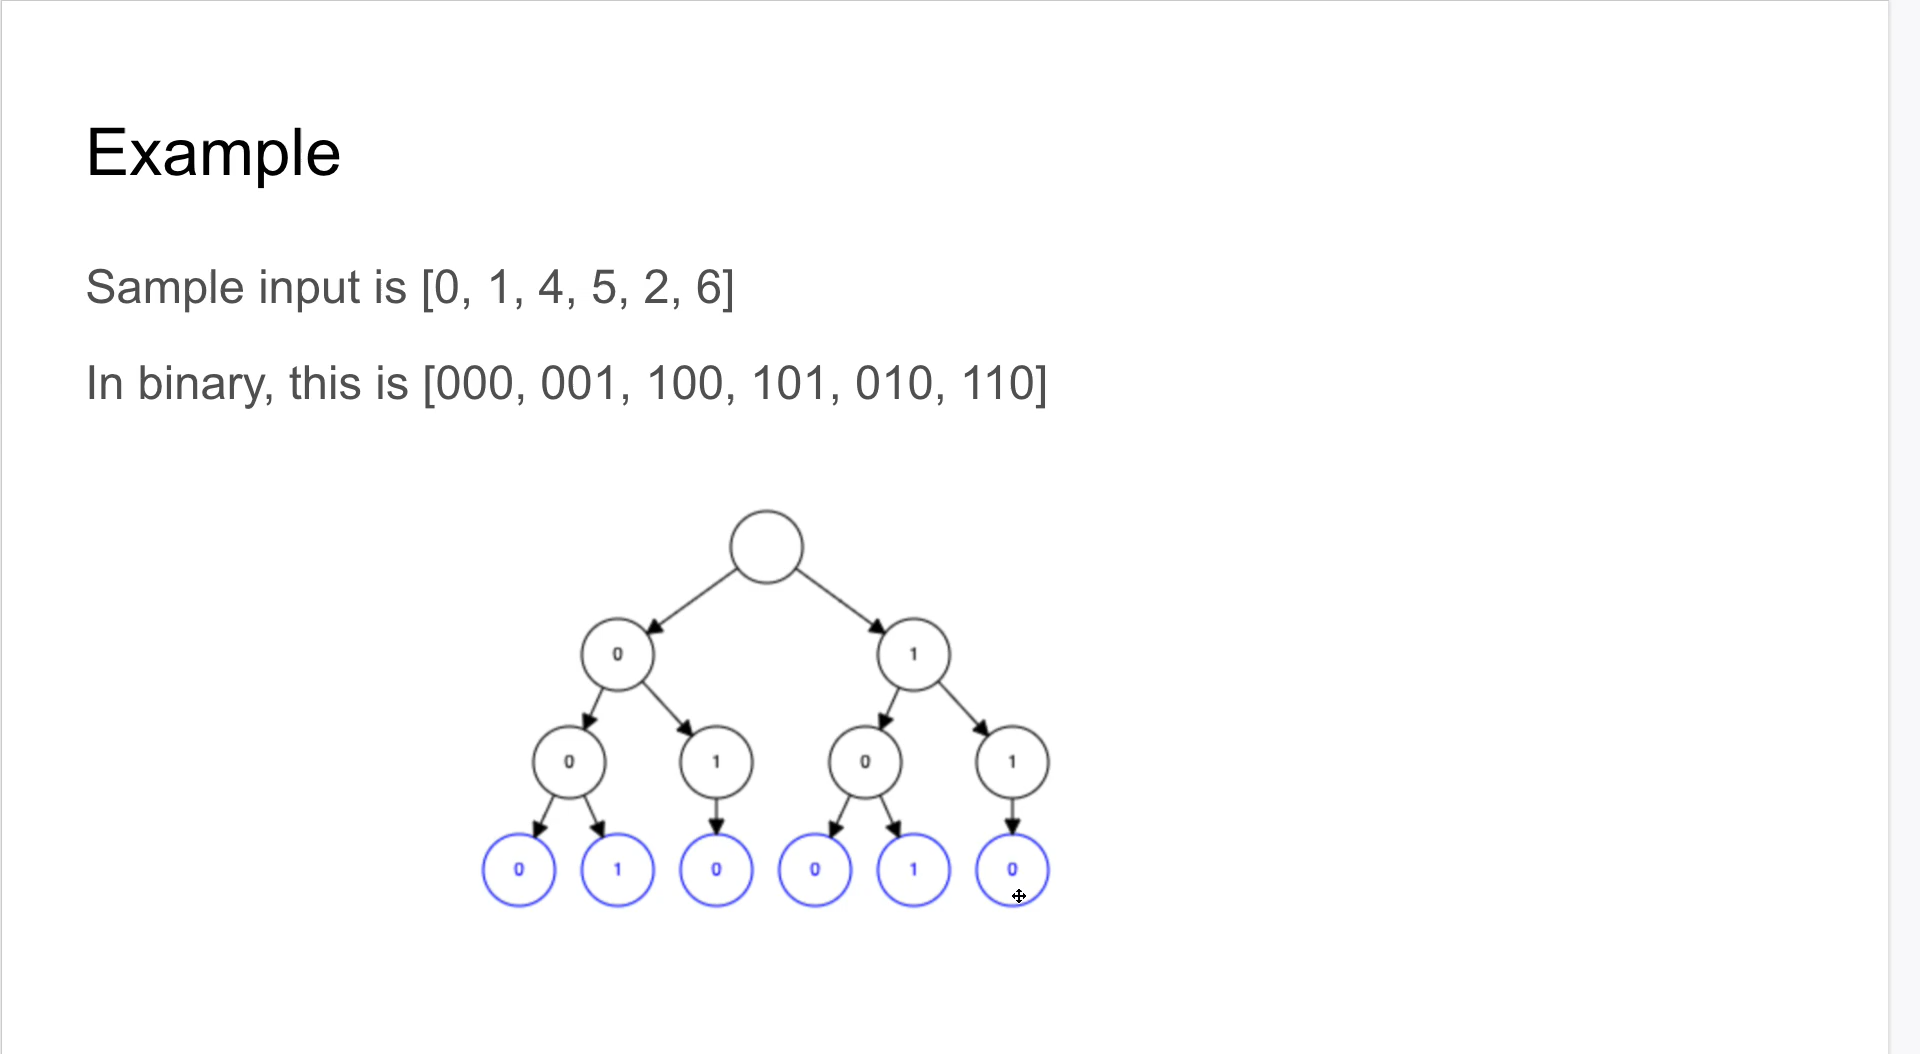 Example
Sample input is [0, 1, 4, 5, 2, 6]
In binary, this is [000, 001, 100, 101, 010, 110]
0 1
0 1 0 1
0 1 0 0 1 0